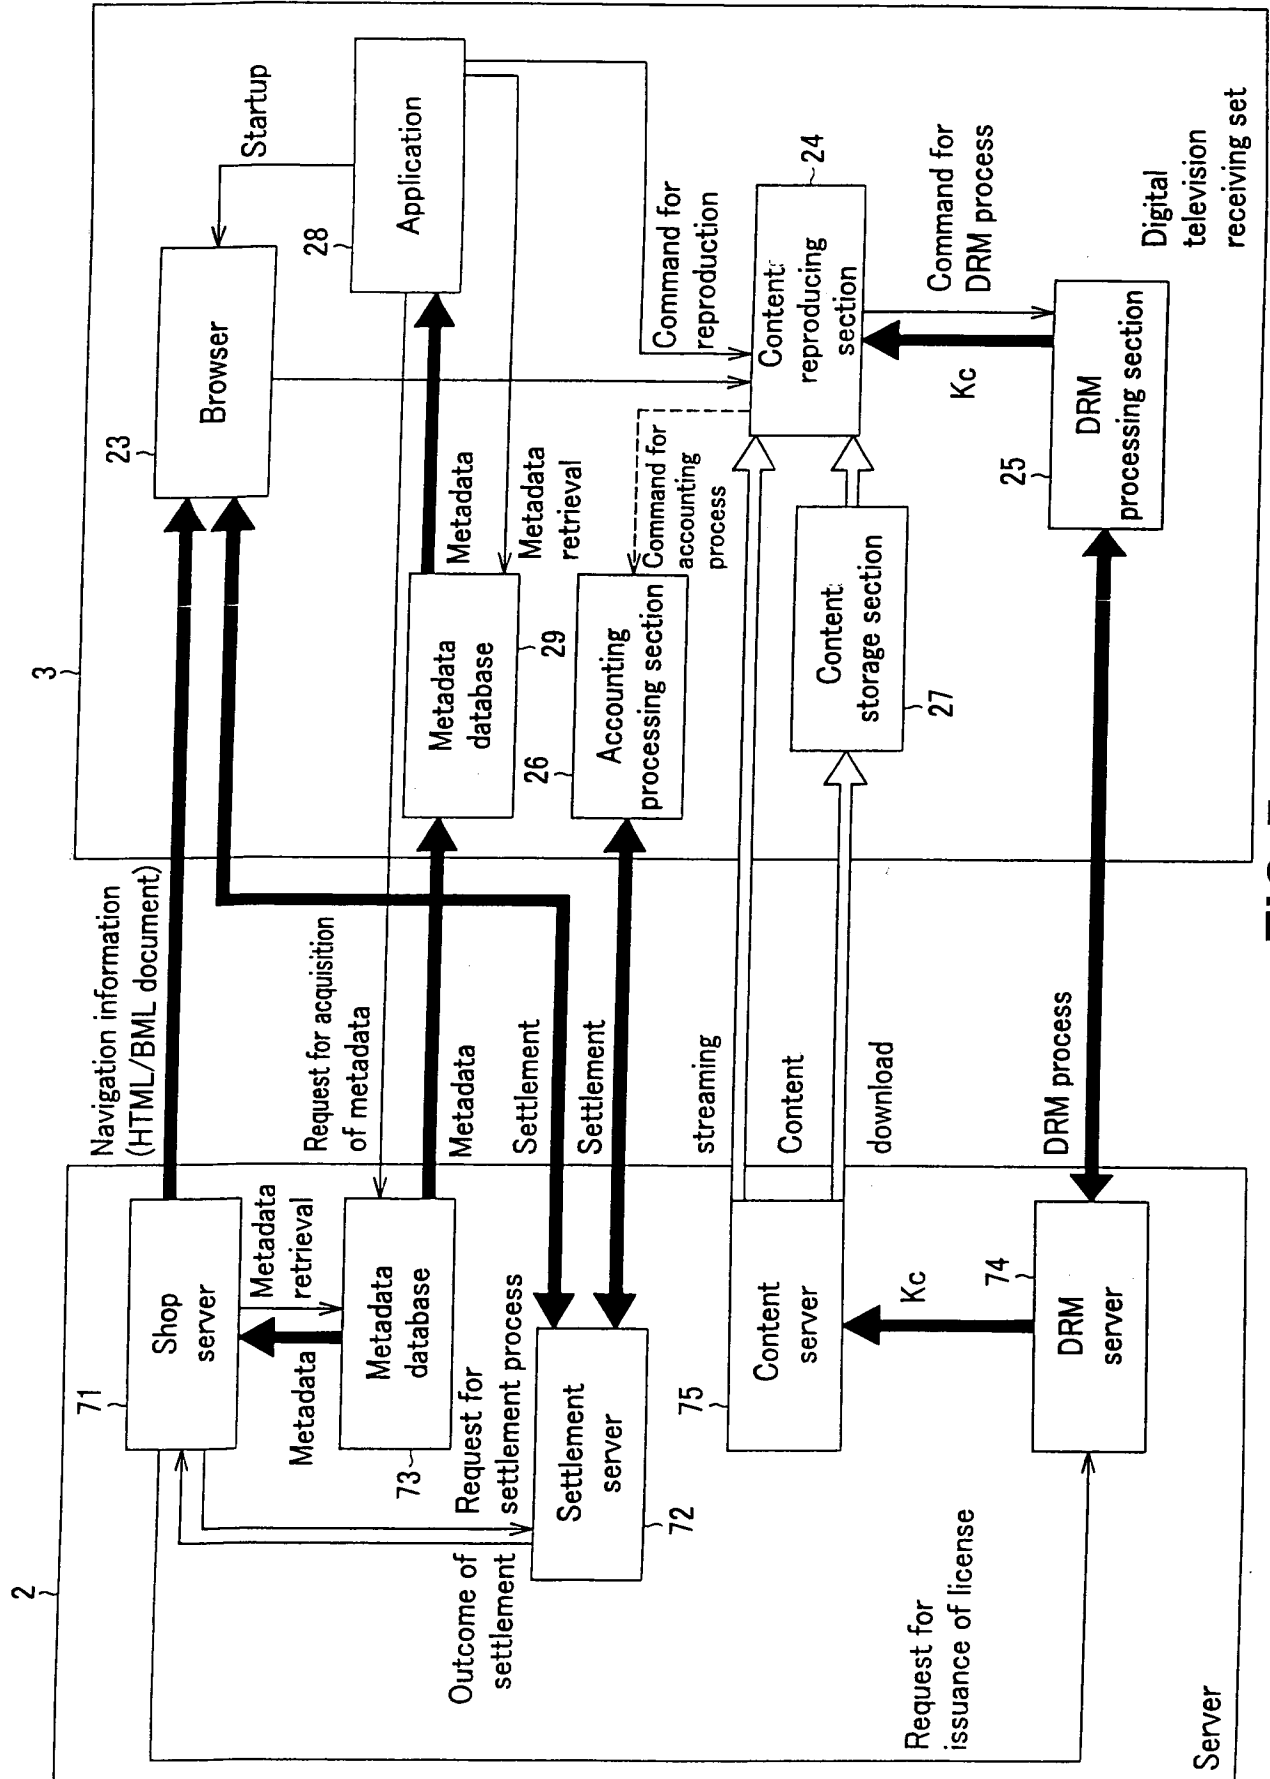 2
Server
71
Shop
server
Metadata
retrieval
Metadata
Metadata
database
73
Request for
settlement process
Outcome of
settlement
Settlement
server
72
75
Content
server
Kc
74
DRM
server
Request for
issuance of license
Navigation information
(HTML/BML document)
Request for acquisition
of metadata
Metadata
Settlement
Settlement
streaming
Content
download
DRM process
3
23
Browser
Startup
28
Application
Metadata
Metadata
retrieval
Metadata
database
29
26
Accounting
processing section
Command for
accounting
process
Command for
reproduction
24
Content
reproducing
section
Content
storage section
27
Command for
DRM process
Kc
25
DRM
processing section
Digital
television
receiving set